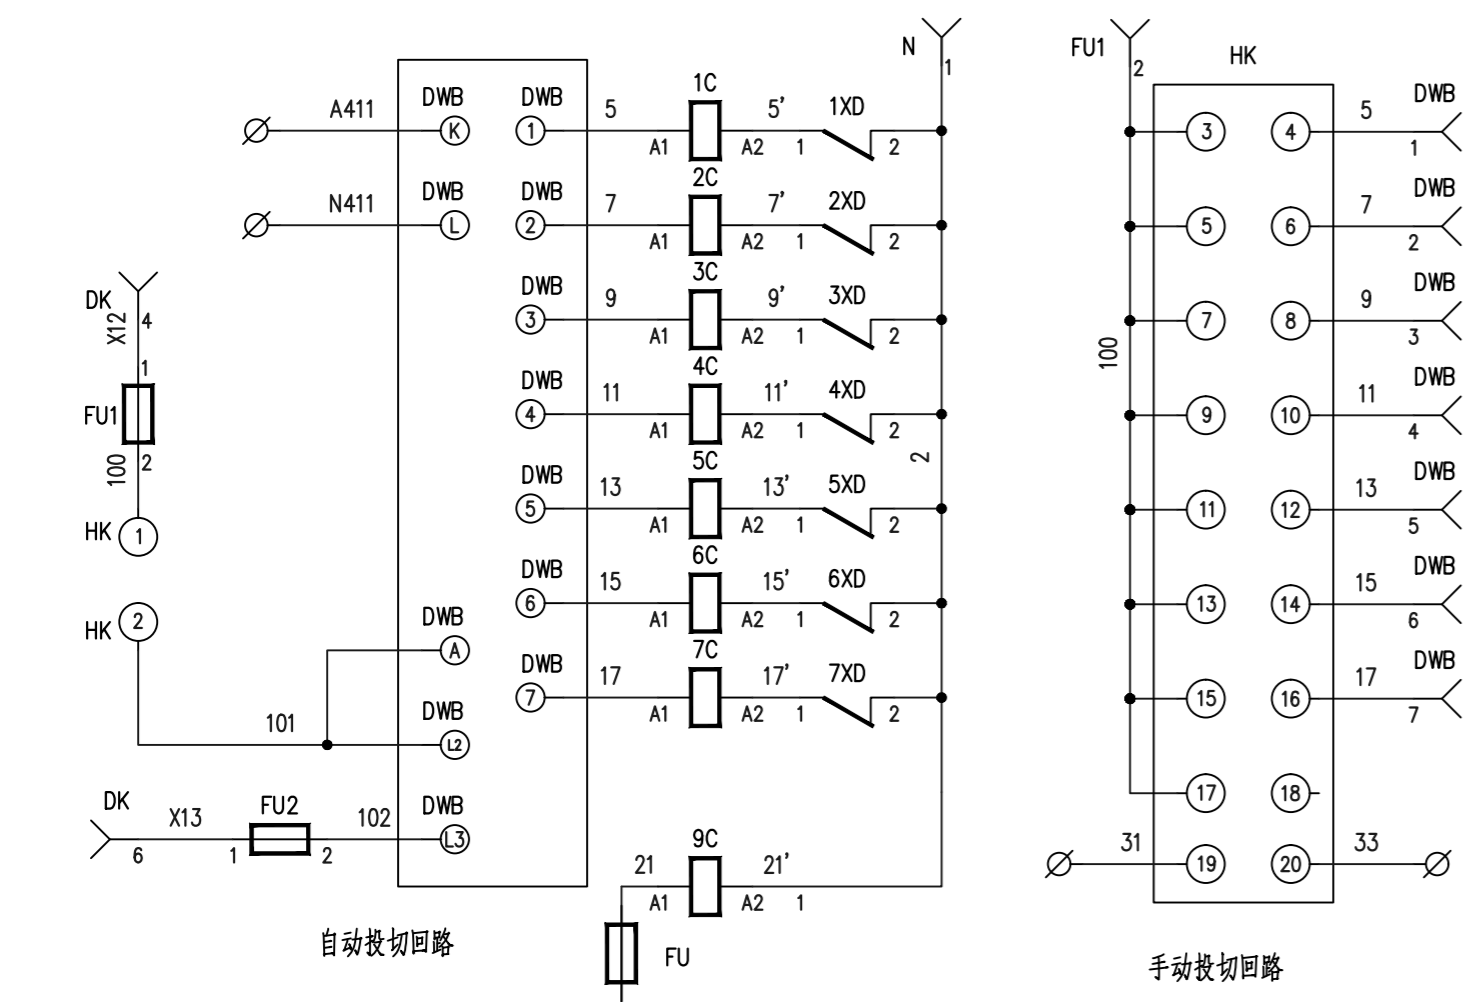 N
1
FU1
2
HK
A411
DWB
K
DWB
1
5
A1
1C
A2
5'
1
1XD
2
N411
DWB
L
DWB
2
7
A1
2C
A2
7'
1
2XD
2
DWB
3
9
A1
3C
A2
9'
1
3XD
2
DWB
4
11
A1
4C
A2
11'
1
4XD
2
2
DWB
5
13
A1
5C
A2
13'
1
5XD
2
DWB
6
15
A1
6C
A2
15'
1
6XD
2
DWB
7
17
A1
7C
A2
17'
1
7XD
2
DK
X12
4
1
FU1
100
2
HK
1
HK
2
DWB
A
101
DWB
L2
DK
6
X13
1
FU2
2
102
DWB
L3
21
A1
9C
A2
21'
1
FU
自动投切回路
100
3
4
5
DWB
1
5
6
7
DWB
2
7
8
9
DWB
3
9
10
11
DWB
4
11
12
13
DWB
5
13
14
15
DWB
6
15
16
17
DWB
7
17
18
31
19
20
33
手动投切回路